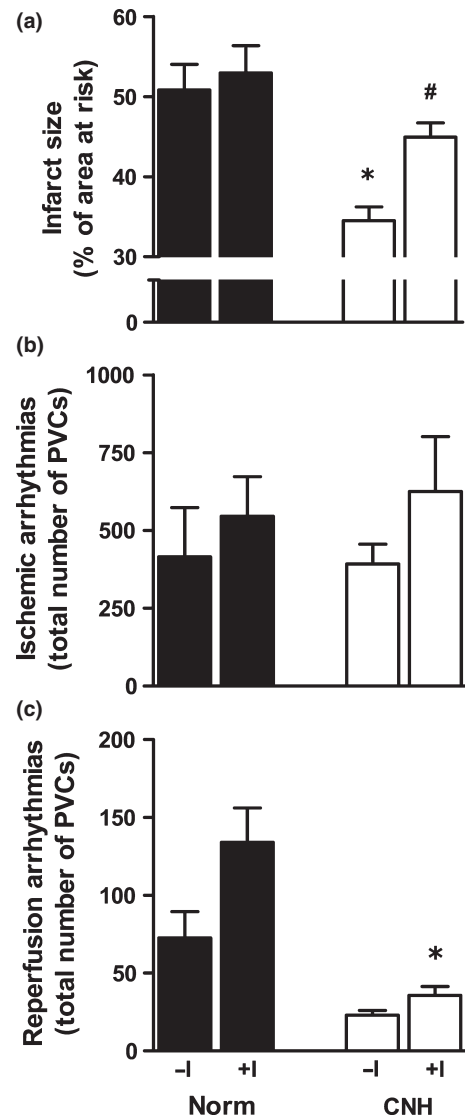 (a)
Infarct size
(% of area at risk)
60
50
40
30
0
*
#
(b)
Ischemic arrhythmias
(total number of PVCs)
1000
750
500
250
0
(c)
Reperfusion arrhythmias
(total number of PVCs)
200
150
100
50
0
*
–I +I –I +I
Norm CNH